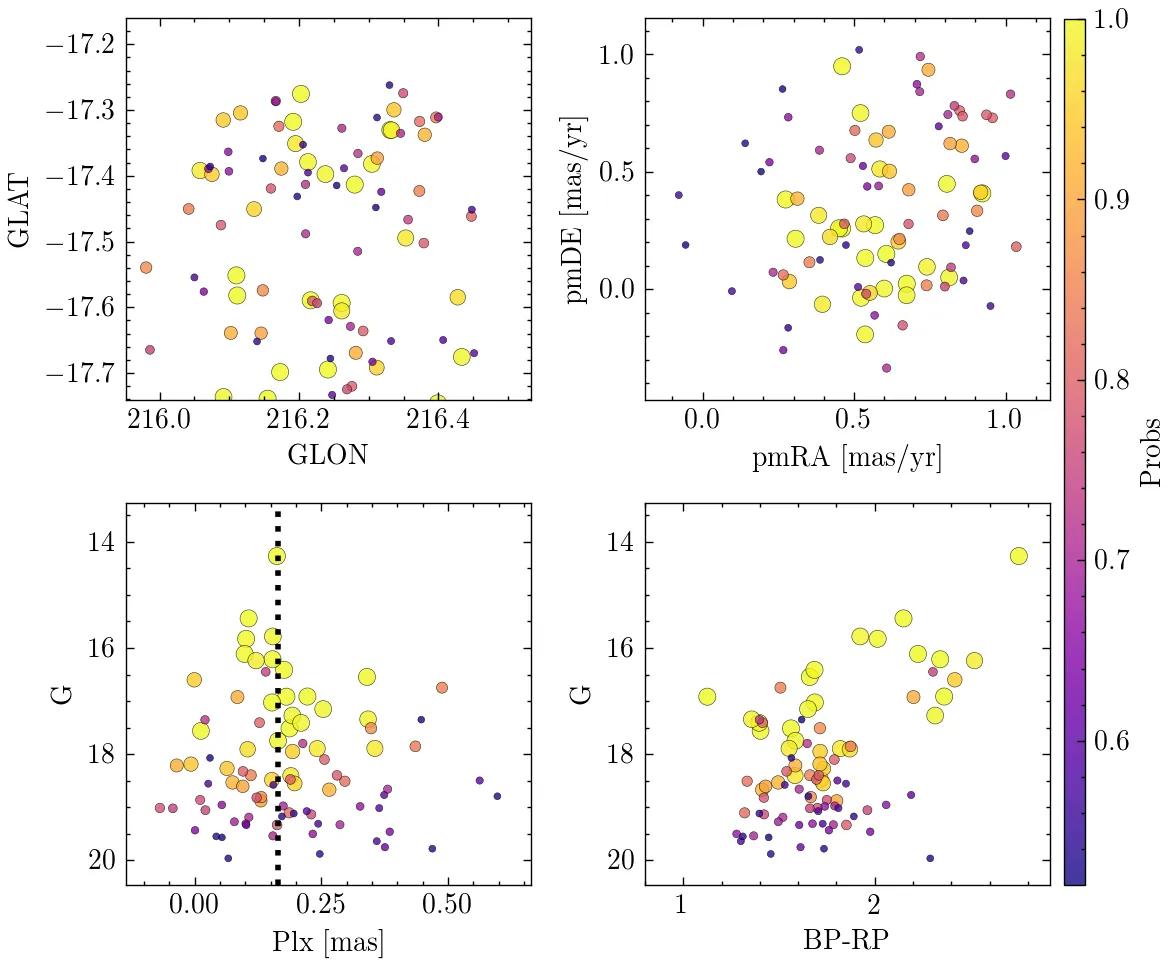 −17.2
−17.3
−17.4
−17.5
−17.6
−17.7
GLAT
216.0 216.2 216.4
GLON
1.0
0.5
0.0
pmDE [mas/yr]
0.0 0.5 1.0
pmRA [mas/yr]
1.0
0.9
0.8
0.7
0.6
Probs
14
16
18
20
G
0.00 0.25 0.50
Plx [mas]
14
16
18
20
G
1 2
BP-RP